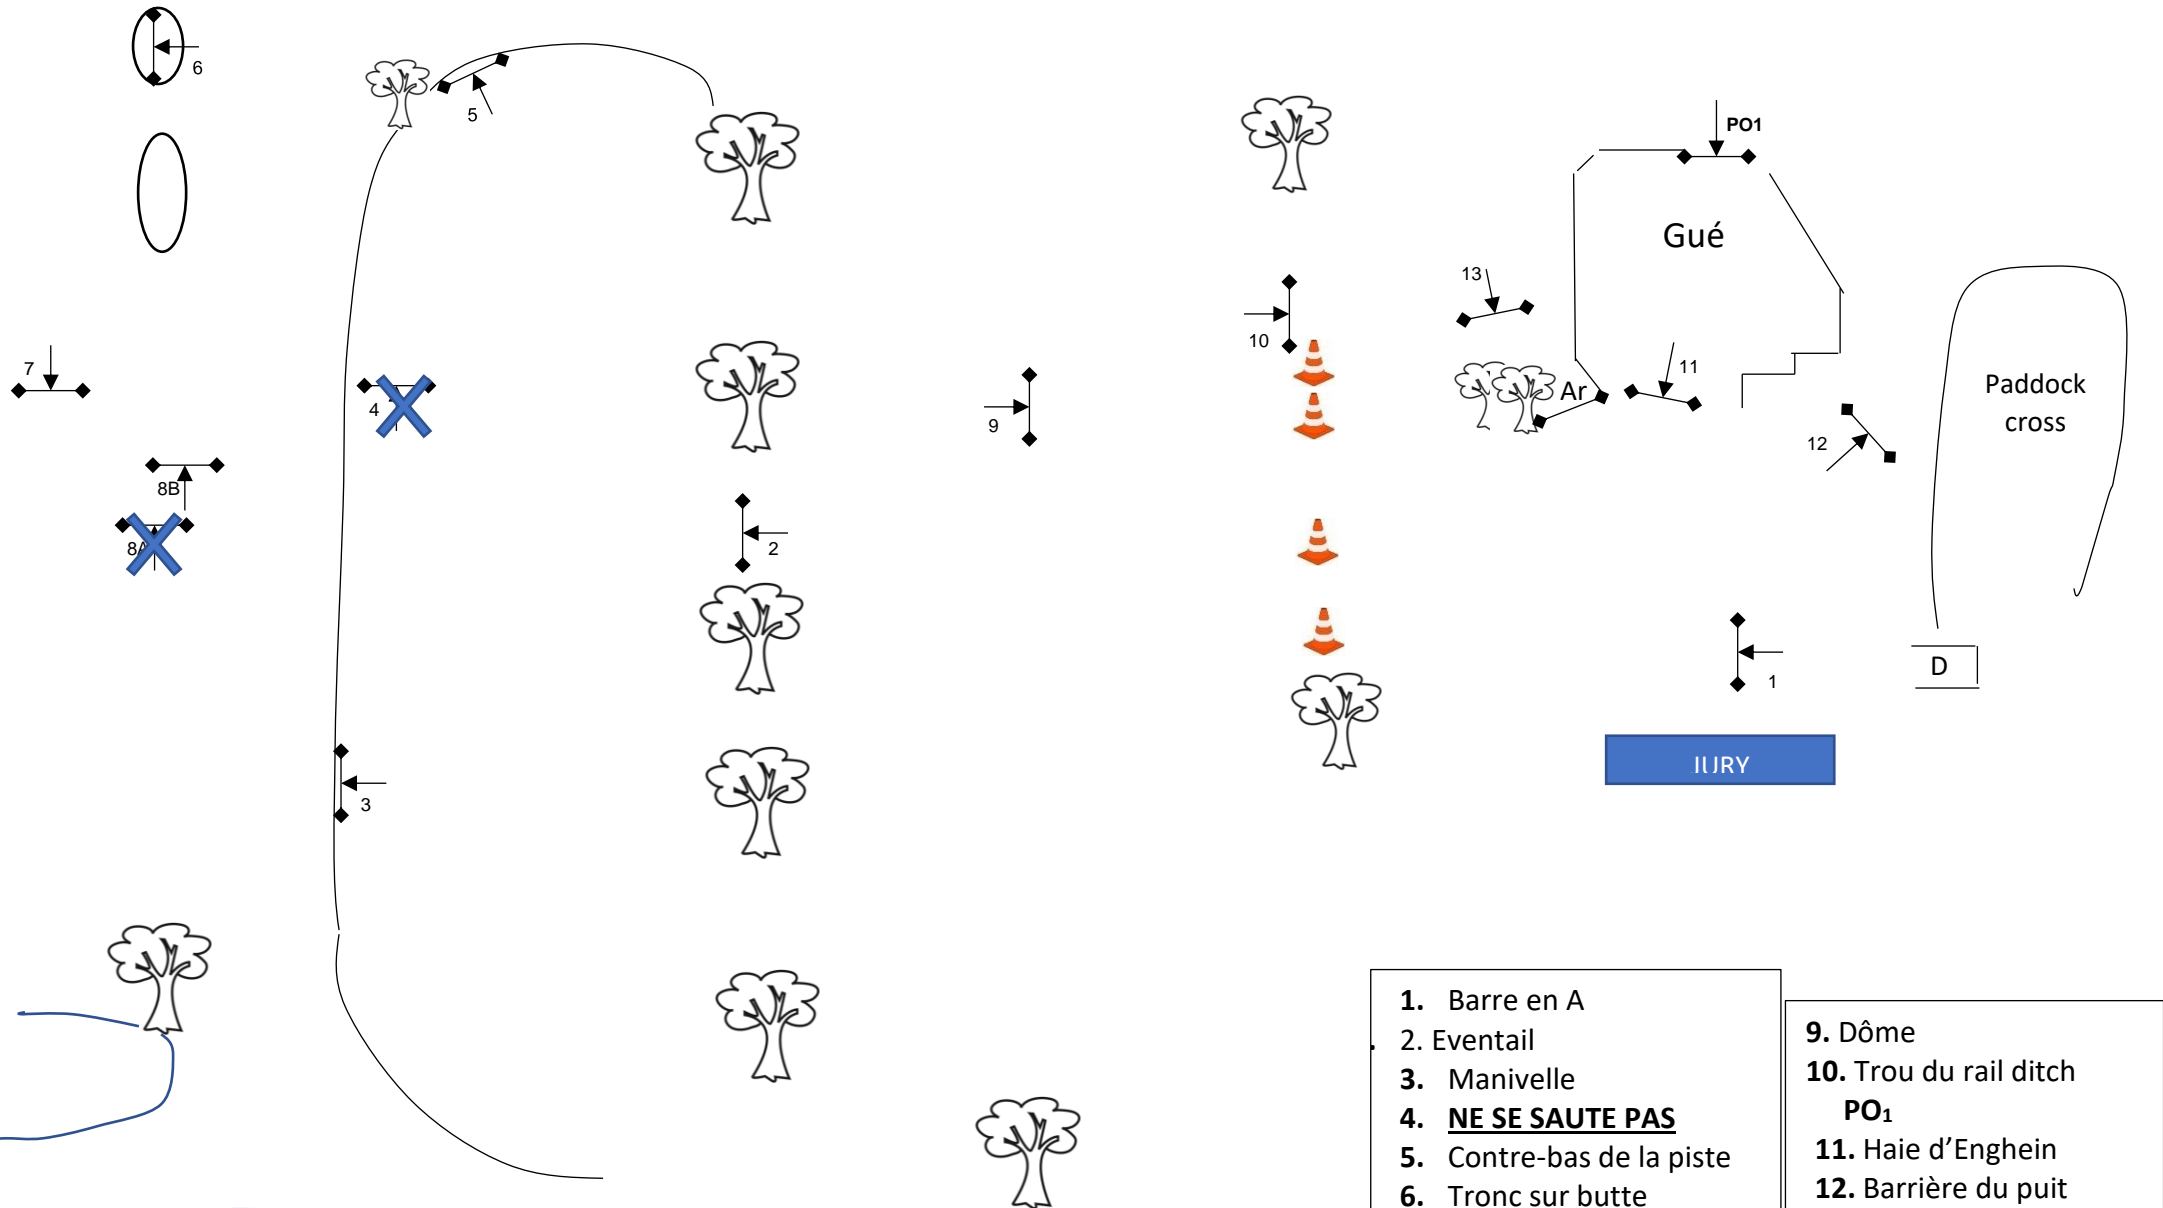 6
5
PO1
Gué
13
10
7
11
Ar
Paddock
cross
4
9
12
8B
2
8A
D
1
JURY
3
1. Barre en A
. 2. Eventail
3. Manivelle
4. NE SE SAUTE PAS
5. Contre-bas de la piste
6. Tronc sur butte
9. Dôme
10. Trou du rail ditch
PO1
11. Haie d’Enghein
12. Barrière du puit